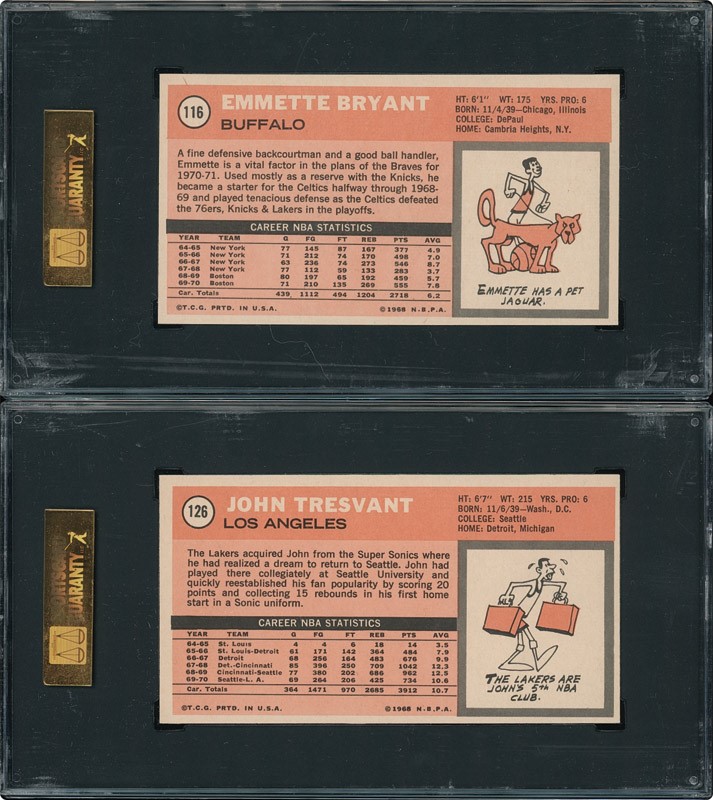 116
EMMETTE BRYANT
BUFFALO
HT: 6'1" WT: 175 YRS. PRO: 6
BORN: 11/4/39—Chicago, Illinois
COLLEGE: DePaul
HOME: Cambria Heights, N.Y.
A fine defensive backcourtman and a good ball handler,
Emmette is a vital factor in the plans of the Braves for
1970-71. Used mostly as a reserve with the Knicks, he
became a starter for the Celtics halfway through 1968-
69 and played tenacious defense as the Celtics defeated
the 76ers, Knicks & Lakers in the playoffs.
CAREER NBA STATISTICS
YEAR TEAM G FG FT REB PTS AVG
64-65 New York 77 145 87 167 377 4.9
65-66 New York 71 212 74 170 498 7.0
66-67 New York 63 236 74 273 546 8.7
67-68 New York 77 112 59 133 283 3.7
68-69 Boston 80 197 65 192 459 5.7
69-70 Boston 71 210 135 269 555 7.8
Car. Totals 439 1112 494 1204 2718 6.2
©T.C.G. PRTD. IN U.S.A. ©1968 N.B.P.A.
EMMETTE HAS A PET
JAGUAR.
UARANTY
126
JOHN TRESVANT
LOS ANGELES
HT: 6'7" WT: 215 YRS. PRO: 6
BORN: 11/6/39—Wash., D.C.
COLLEGE: Seattle
HOME: Detroit, Michigan
The Lakers acquired John from the Super Sonics where
he had realized a dream to return to Seattle. John had
played there collegiately at Seattle University and
quickly reestablished his fan popularity by scoring 20
points and collecting 15 rebounds in his first home
start in a Sonic uniform.
CAREER NBA STATISTICS
YEAR TEAM G FG FT REB PTS AVG
64-65 St. Louis 4 4 6 18 14 3.5
65-66 St. Louis-Detroit 61 171 142 364 484 7.9
66-67 Detroit 68 256 164 483 676 9.9
67-68 Det.-Cincinnati 85 396 250 709 1042 12.3
68-69 Cincinnati-Seattle 77 380 202 686 962 12.5
69-70 Seattle-L. A. 69 264 206 425 734 10.6
Car. Totals 364 1471 970 2685 3912 10.7
©T.C.G. PRTD. IN U.S.A. ©1968 N.B.P.A.
THE LAKERS ARE
JOHN'S 5TH NBA
CLUB.
UARANTY